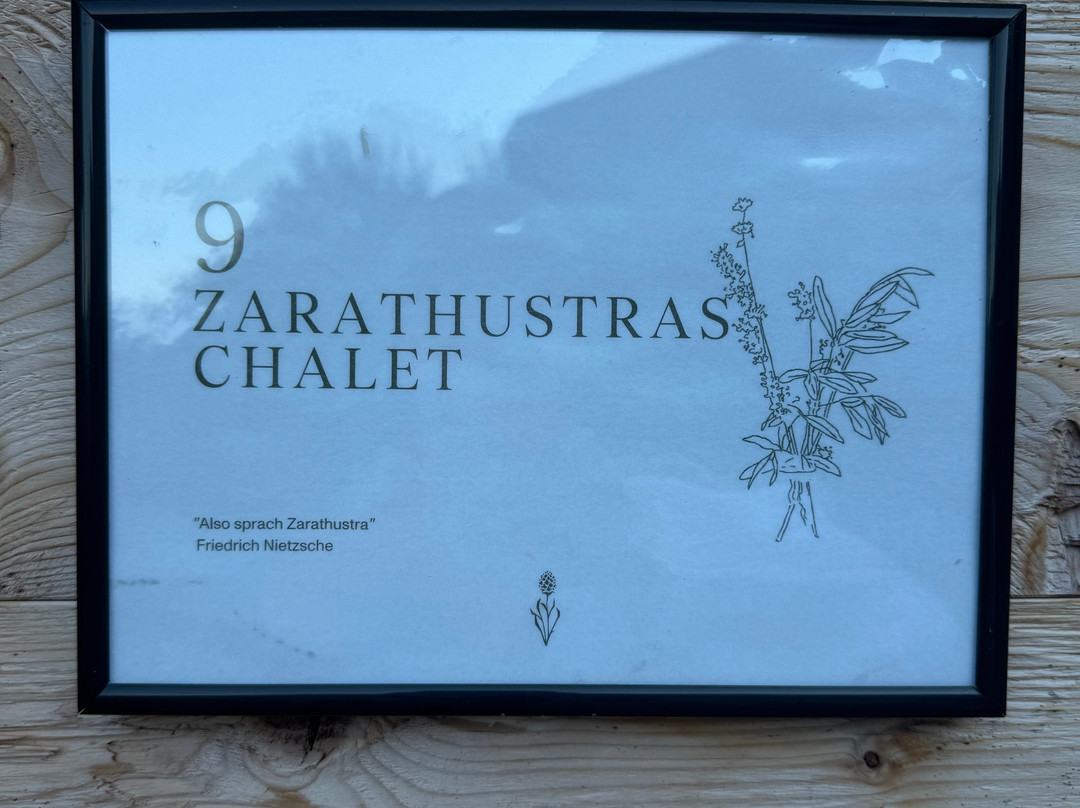 9
ZARATHUSTRAS
CHALET
"Also sprach Zarathustra"
Friedrich Nietzsche